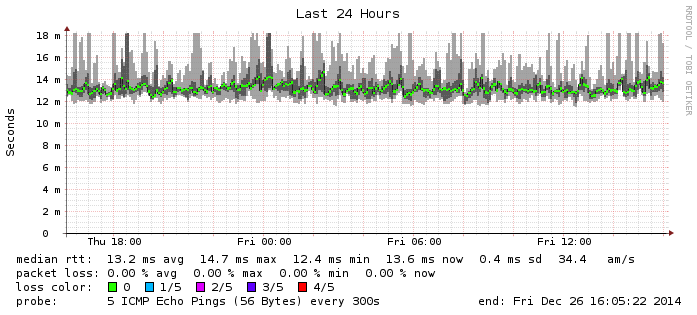 Last 24 Hours
RRDTOOL / TOBI OETIKER
Seconds
18 m
16 m
14 m
12 m
10 m
8 m
6 m
4 m
2 m
0
Thu 18:00 Fri 00:00 Fri 06:00 Fri 12:00
median rtt: 13.2 ms avg 14.7 ms max 12.4 ms min 13.6 ms now 0.4 ms sd 34.4 am/s
packet loss: 0.00 % avg 0.00 % max 0.00 % min 0.00 % now
loss color: 0 1/5 2/5 3/5 4/5
probe: 5 ICMP Echo Pings (56 Bytes) every 300s end: Fri Dec 26 16:05:22 2014